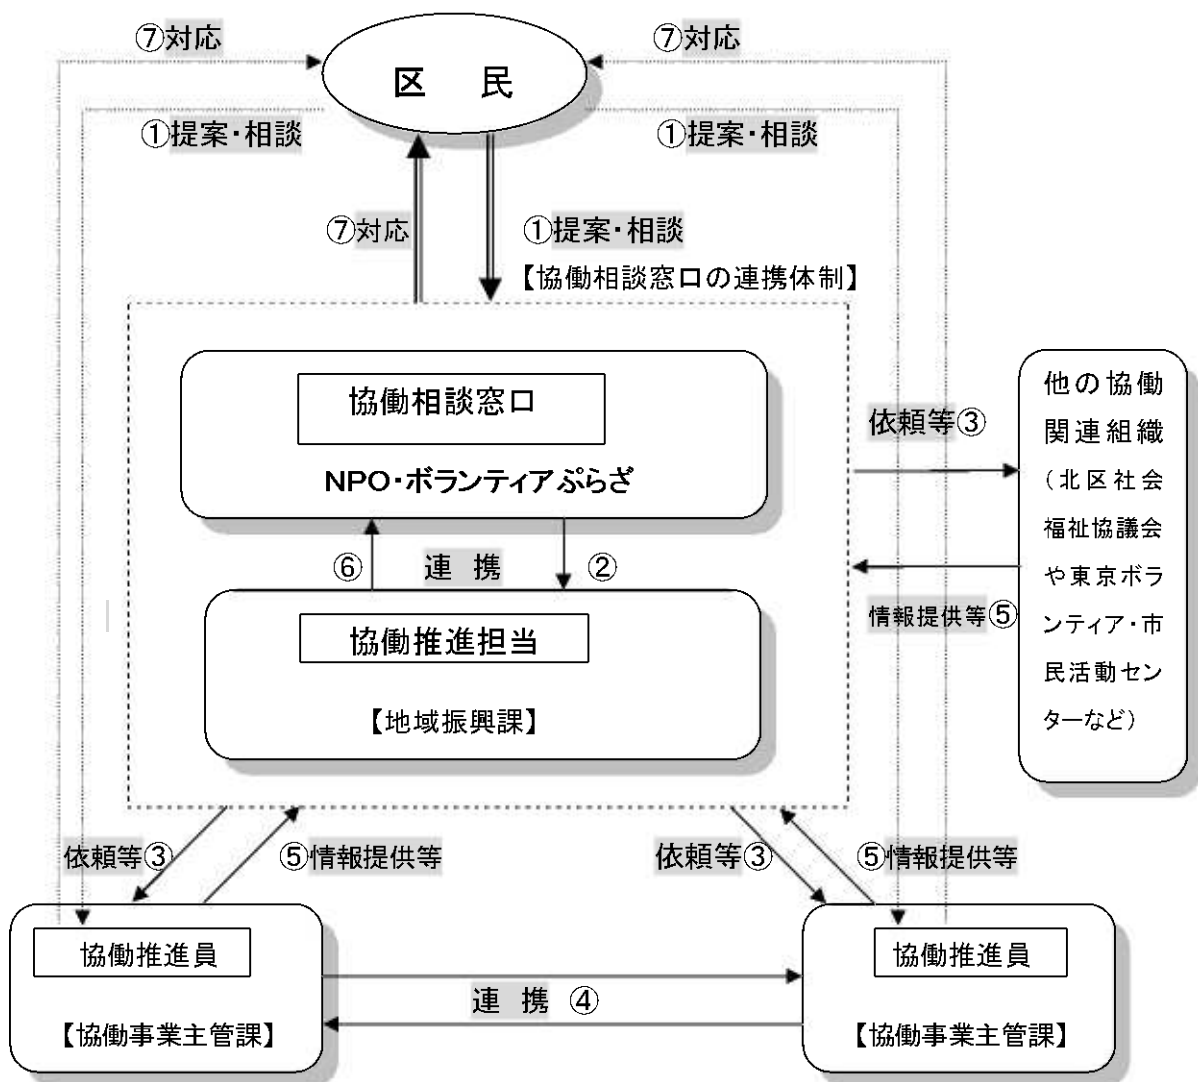 ⑦対応
⑦対応
区 民
①提案・相談
①提案・相談
⑦対応
①提案・相談
【協働相談窓口の連携体制】
協働相談窓口
NPO・ボランティアぷらざ
⑥
連 携
②
協働推進担当
【地域振興課】
依頼等③
情報提供等⑤
他の協働
関連組織
（北区社会
福祉協議会
や東京ボラ
ンティア・市
民活動セン
ターなど）
依頼等③
⑤情報提供等
依頼等③
⑤情報提供等
協働推進員
【協働事業主管課】
連 携 ④
協働推進員
【協働事業主管課】